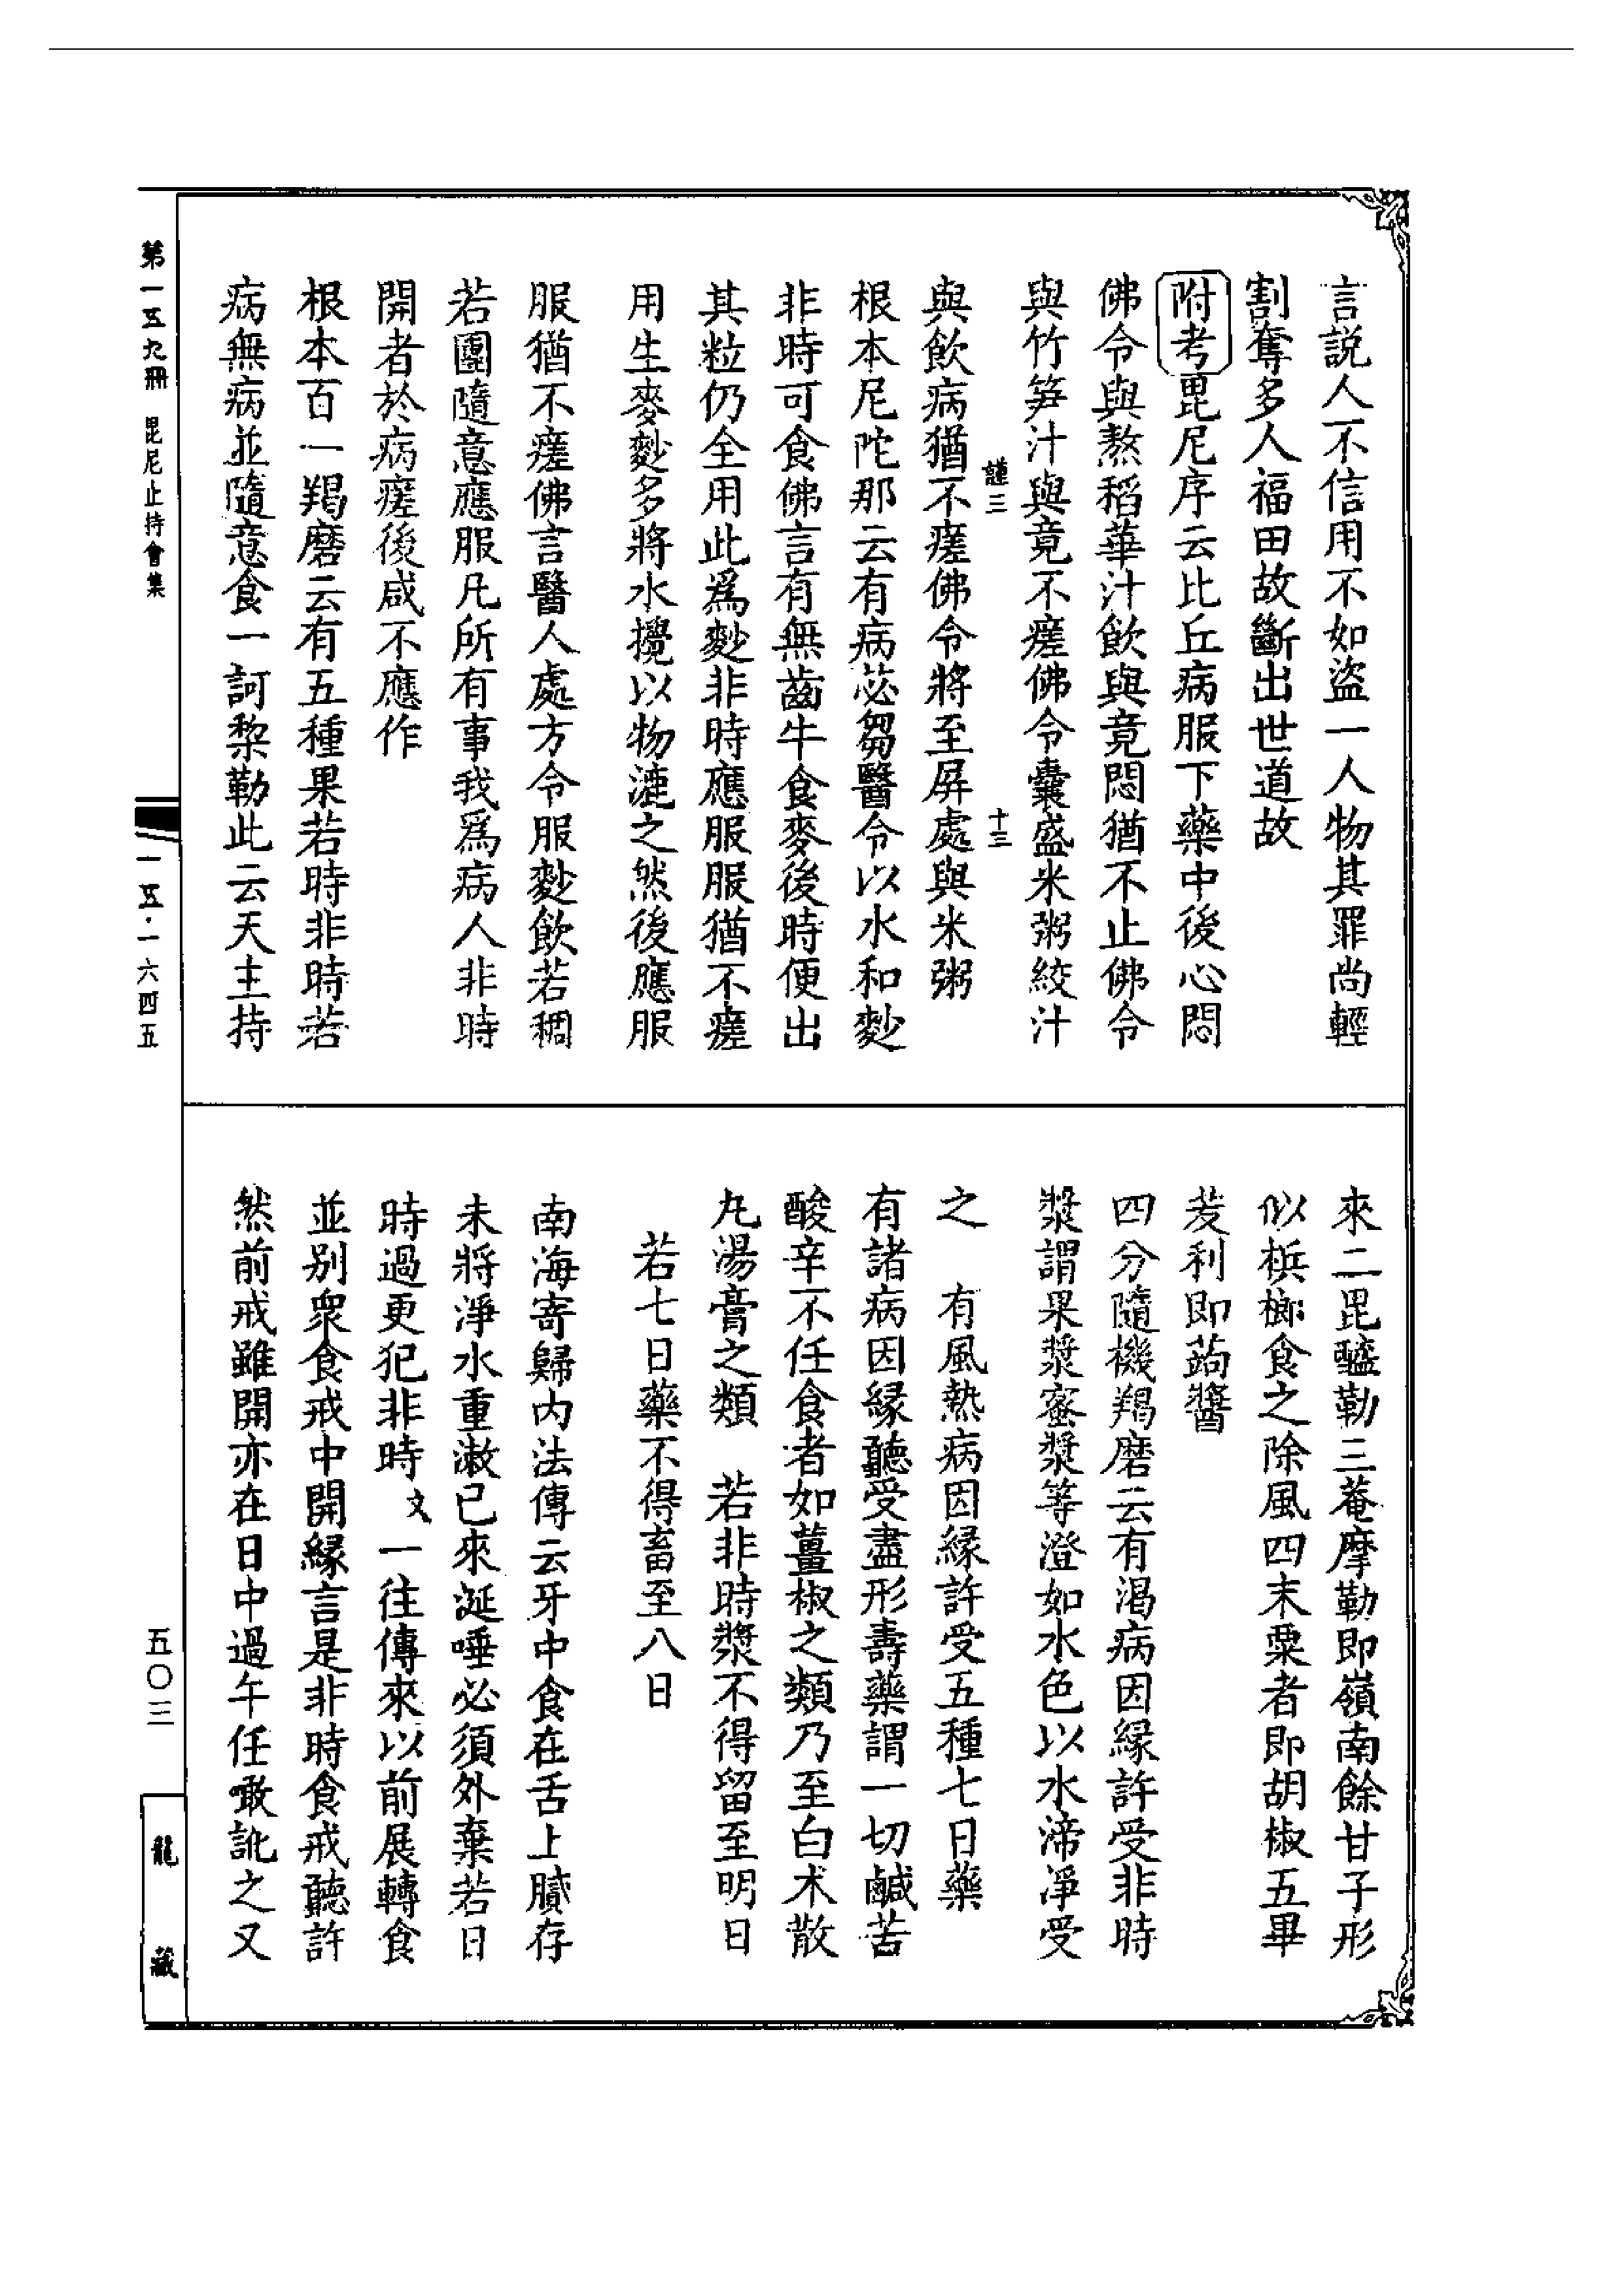 言説人不信用不如盜一人物其罪尚輕
割奪多人福田故斷出世道故
附考毘尼序云比丘病服下藥中後心悶
佛令與熬稻華汁飲與竟悶猶不止佛令
與竹笋汁與竟不瘥佛令囊盛米粥絞汁
與飲病猶不瘥佛令將至屏處與米粥
謹三 十三
根本尼陀那云有病苾芻醫令以水和麨
非時可食佛言有無齒牛食麥後時便出
其粒仍全用此爲麨非時應服服猶不瘥
用生麥麨多將水攪以物漉之然後應服
服猶不瘥佛言醫人處方令服麨飲若稠
若團隨意應服凡所有事我爲病人非時
開者於病瘥後咸不應作
根本百一羯磨云有五種果若時非時若
病無病並隨意食一訶黎勒此云天主持
來二毘醯勒三菴摩勒即嶺南餘甘子形
似梹榔食之除風四末粟者即胡椒五畢
茇利即蒟醬
四分隨機羯磨云有渴病因緣許受非時
漿謂果漿蜜漿等澄如水色以水渧凈受
之 有風熱病因緣許受五種七日藥
有諸病因緣聽受盡形壽藥謂一切鹹苦
酸辛不任食者如薑椒之類乃至白术散
丸湯膏之類 若非時漿不得留至明日
若七日藥不得畜至八日
南海寄歸内法傳云牙中食在舌上膩存
未將淨水重漱已來涎唾必須外棄若日
時過更犯非時 文 一往傳來以前展轉食
並別衆食戒中開緣言是非時食戒聽許
然前戒雖開亦在日中過午任噉訛之又
第一五九冊 毘尼止持會集
一五·一六四五
五〇三
龍藏